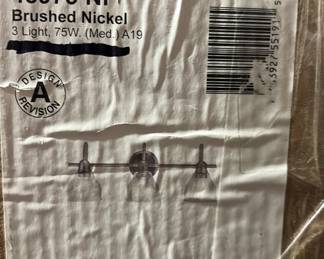 Brushed Nickel
3 Light, 75W. (Med.) A19
DESIGN
A
REVISION